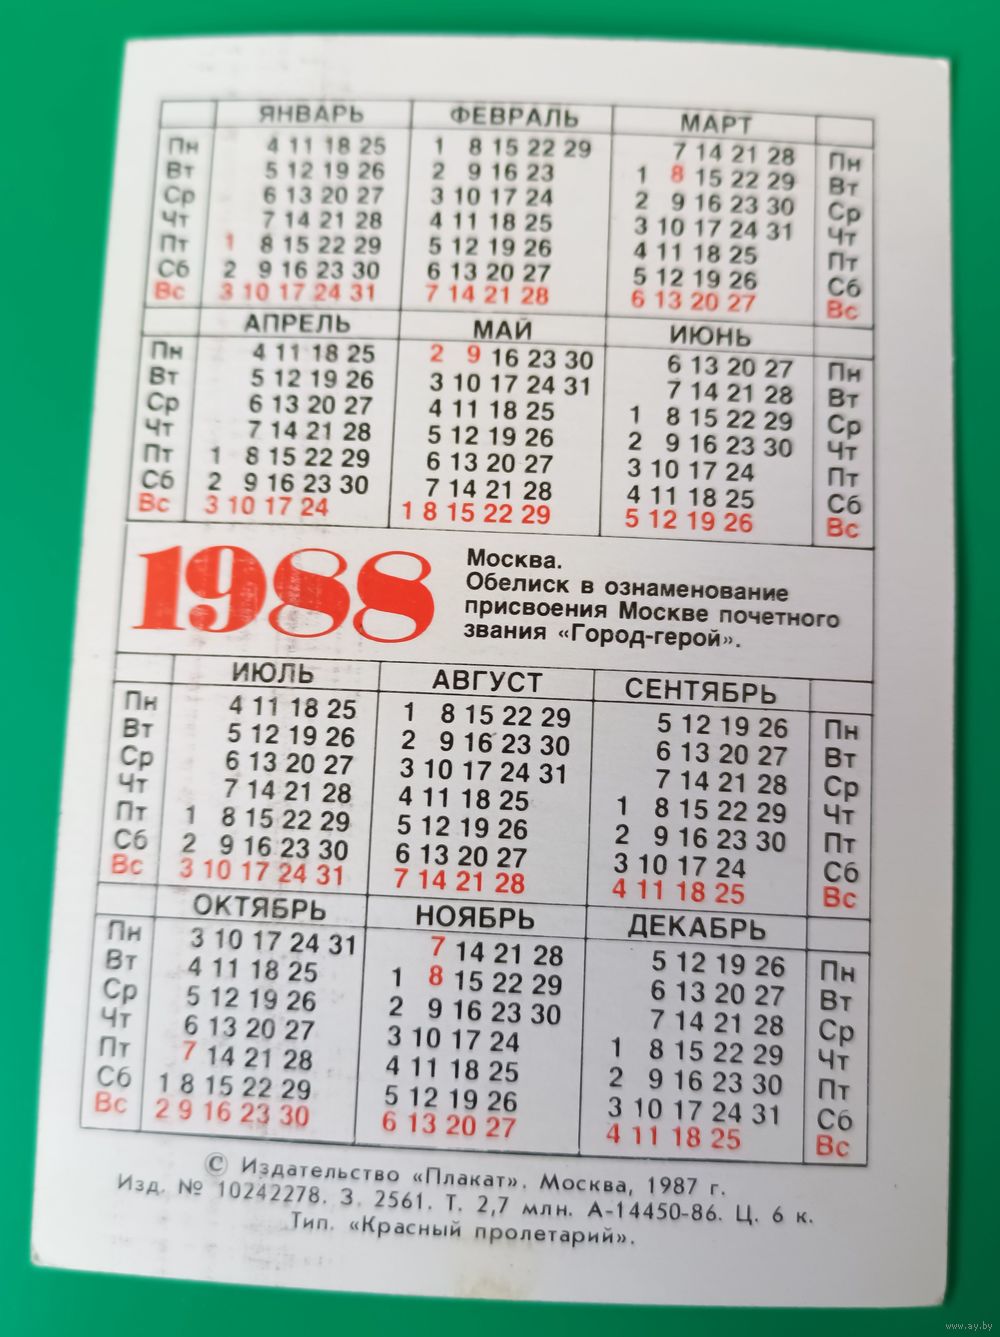 ЯНВАРЬ ФЕВРАЛЬ МАРТ
Пн 4 11 18 25 1 8 15 22 29 7 14 21 28 Пн
Вт 5 12 19 26 2 9 16 23 1 8 15 22 29 Вт
Ср 6 13 20 27 3 10 17 24 2 9 16 23 30 Ср
Чт 7 14 21 28 4 11 18 25 3 10 17 24 31 Чт
Пт 1 8 15 22 29 5 12 19 26 4 11 18 25 Пт
Сб 2 9 16 23 30 6 13 20 27 5 12 19 26 Сб
Вс 3 10 17 24 31 7 14 21 28 6 13 20 27 Вс
АПРЕЛЬ МАЙ ИЮНЬ
Пн 4 11 18 25 2 9 16 23 30 6 13 20 27 Пн
Вт 5 12 19 26 3 10 17 24 31 7 14 21 28 Вт
Ср 6 13 20 27 4 11 18 25 1 8 15 22 29 Ср
Чт 7 14 21 28 5 12 19 26 2 9 16 23 30 Чт
Пт 1 8 15 22 29 6 13 20 27 3 10 17 24 Пт
Сб 2 9 16 23 30 7 14 21 28 4 11 18 25 Сб
Вс 3 10 17 24 1 8 15 22 29 5 12 19 26 Вс
1988
Москва.
Обелиск в ознаменование
присвоения Москве почетного
звания «Город-герой».
ИЮЛЬ АВГУСТ СЕНТЯБРЬ
Пн 4 11 18 25 1 8 15 22 29 5 12 19 26 Пн
Вт 5 12 19 26 2 9 16 23 30 6 13 20 27 Вт
Ср 6 13 20 27 3 10 17 24 31 7 14 21 28 Ср
Чт 7 14 21 28 4 11 18 25 1 8 15 22 29 Чт
Пт 1 8 15 22 29 5 12 19 26 2 9 16 23 30 Пт
Сб 2 9 16 23 30 6 13 20 27 3 10 17 24 Сб
Вс 3 10 17 24 31 7 14 21 28 4 11 18 25 Вс
ОКТЯБРЬ НОЯБРЬ ДЕКАБРЬ
Пн 3 10 17 24 31 7 14 21 28 5 12 19 26 Пн
Вт 4 11 18 25 1 8 15 22 29 6 13 20 27 Вт
Ср 5 12 19 26 2 9 16 23 30 7 14 21 28 Ср
Чт 6 13 20 27 3 10 17 24 1 8 15 22 29 Чт
Пт 7 14 21 28 4 11 18 25 2 9 16 23 30 Пт
Сб 1 8 15 22 29 5 12 19 26 3 10 17 24 31 Сб
Вс 2 9 16 23 30 6 13 20 27 4 11 18 25 Вс
© Издательство «Плакат». Москва, 1987 г.
Изд. № 10242278. З. 2561. Т. 2,7 млн. А-14450-86. Ц. 6 к.
Тип. «Красный пролетарий».
www.ay.by